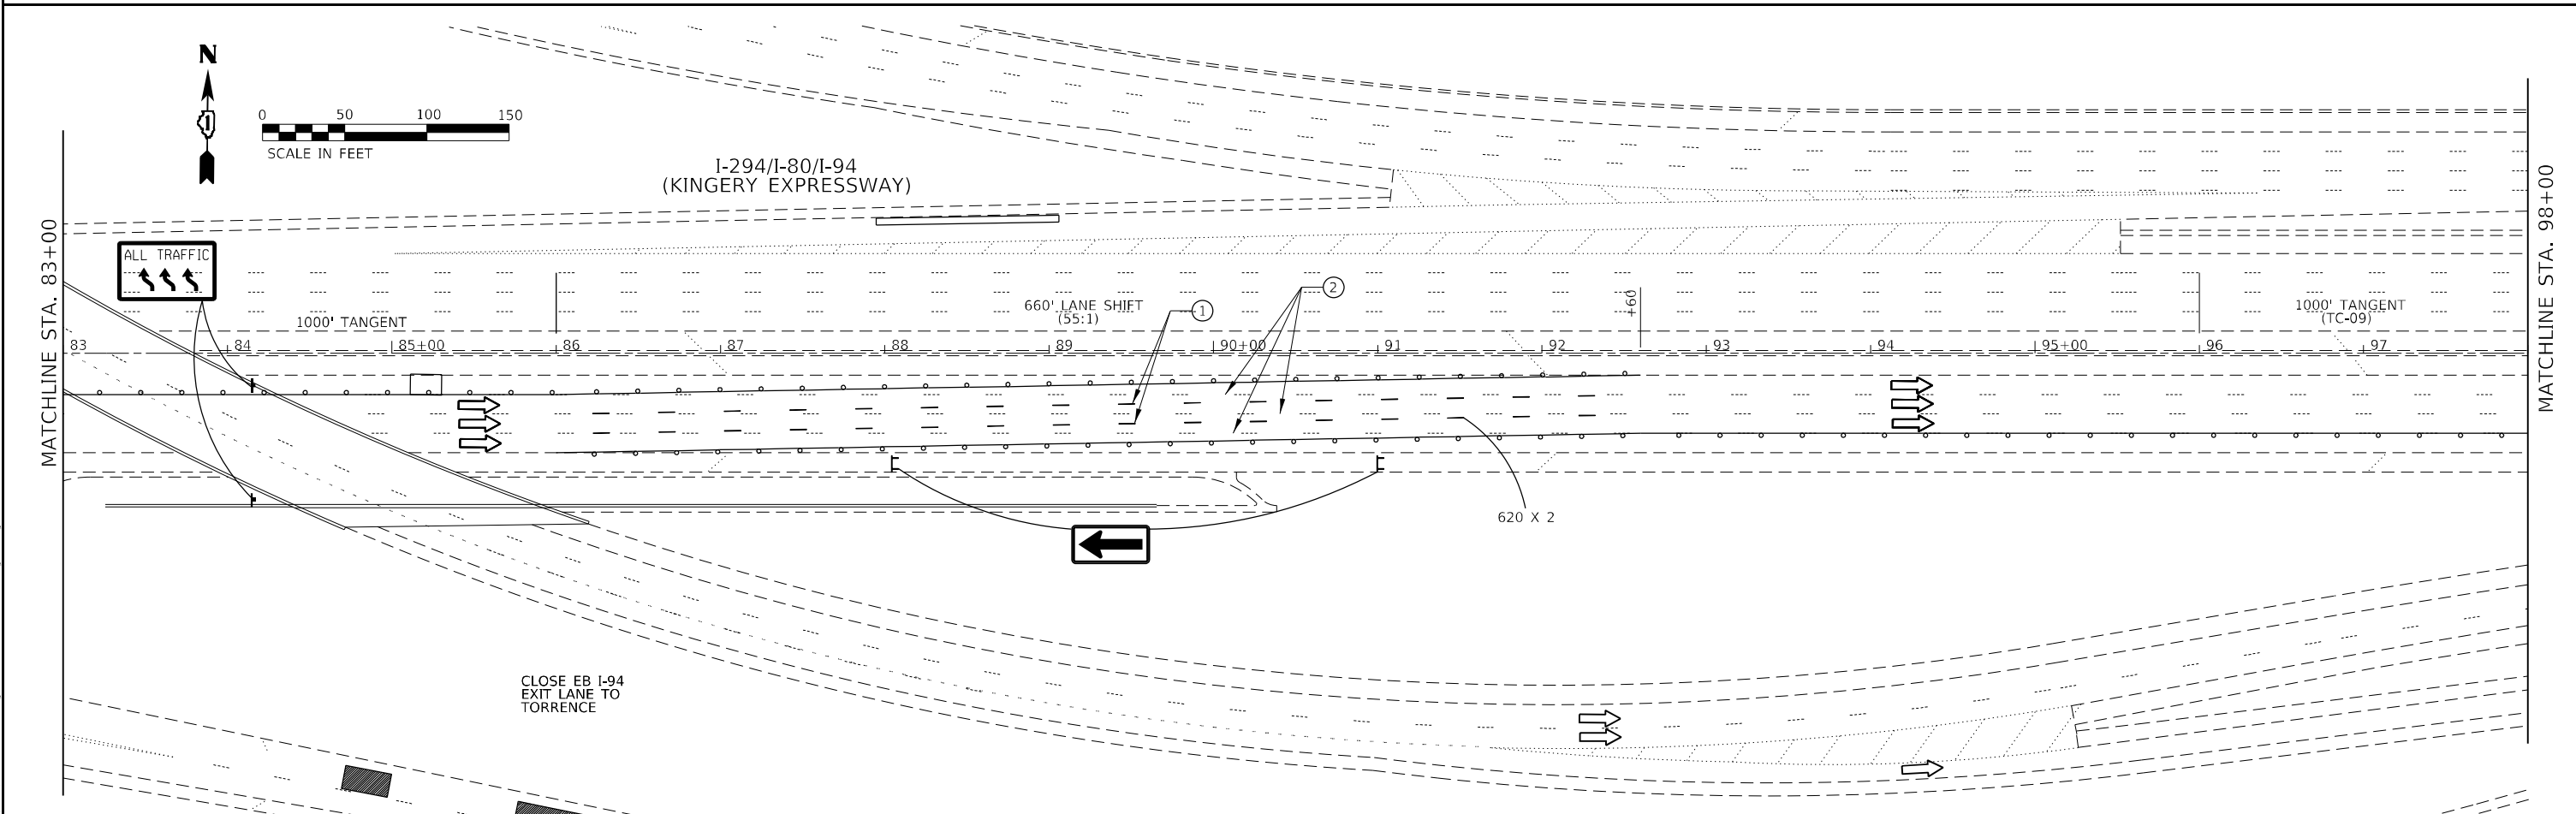 N
0 50 100 150
SCALE IN FEET
I-294/I-80/I-94
(KINGERY EXPRESSWAY)
MATCHLINE STA. 83+00
MATCHLINE STA. 98+00
ALL TRAFFIC
1000' TANGENT
660' LANE SHIFT
(55:1)
1
2
+60
1000' TANGENT
(TC-09)
83 84 85+00 86 87 88 89 90+00 91 92 93 94 95+00 96 97
620 X 2
CLOSE EB I-94
EXIT LANE TO
TORRENCE